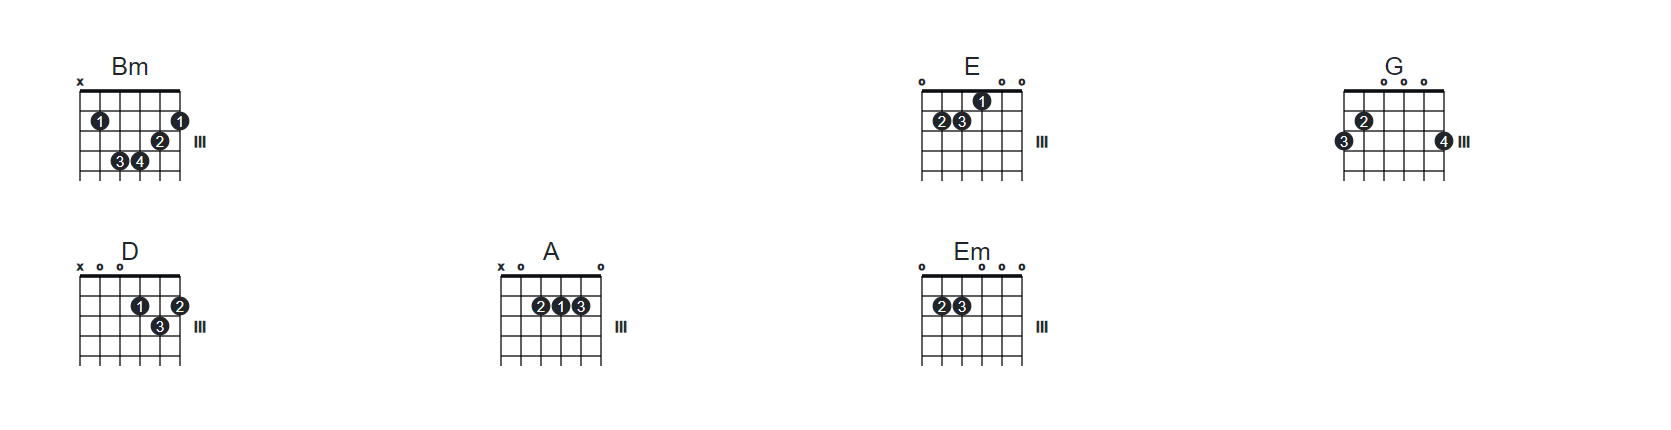 Bm E G
x o o o o o o
1
1 1 2 3 2
2 III III 3 4 III
3 4
D A Em
x o o x o o o o o o
1 2 2 1 3 2 3
3 III III III